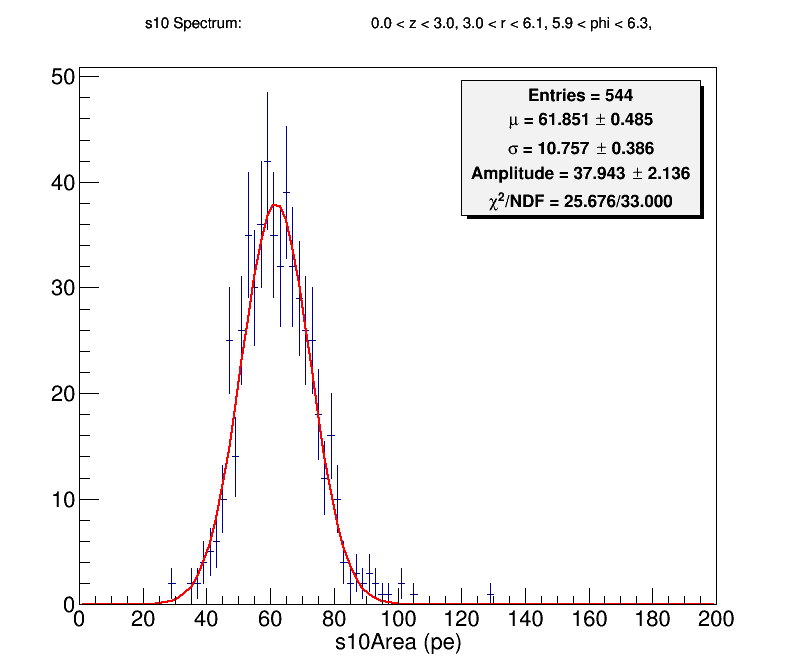 s10 Spectrum: 0.0 < z < 3.0, 3.0 < r < 6.1, 5.9 < phi < 6.3,
Entries = 544
μ = 61.851 ± 0.485
σ = 10.757 ± 0.386
Amplitude = 37.943 ± 2.136
χ²/NDF = 25.676/33.000
50
40
30
20
10
0
0 20 40 60 80 100 120 140 160 180 200
s10Area (pe)